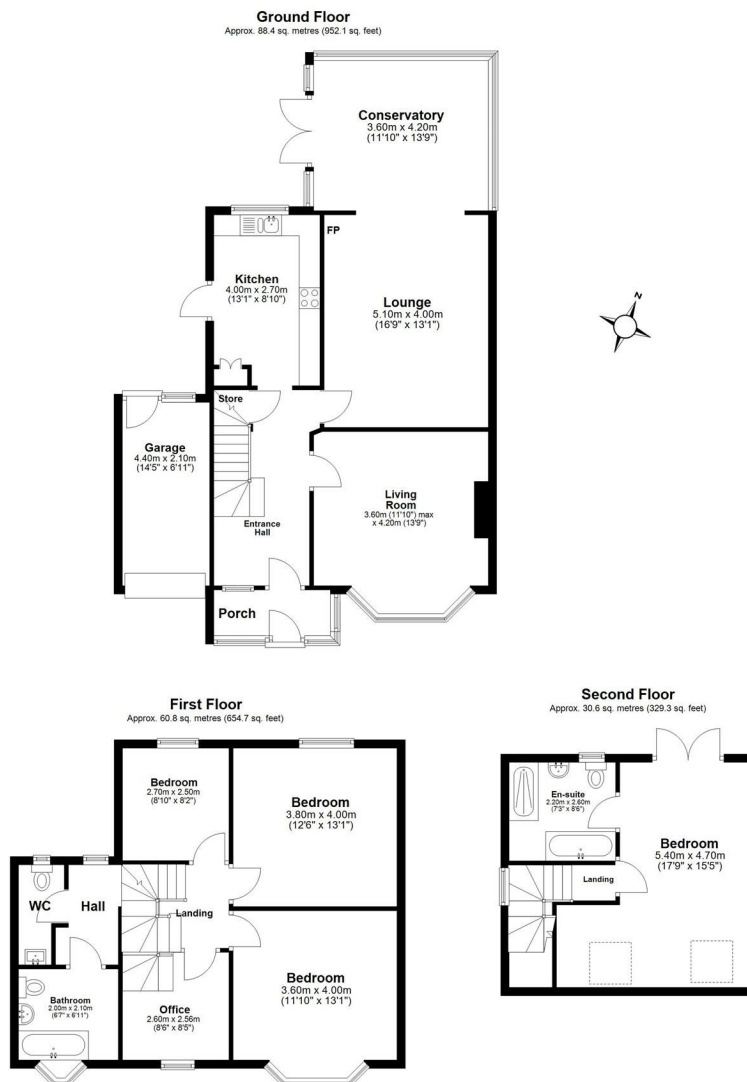 Ground Floor
Approx. 88.4 sq. metres (952.1 sq. feet)
Conservatory
3.60m x 4.20m
(11'10" x 13'9")
FP
Kitchen
4.00m x 2.70m
(13'1" x 8'10")
Lounge
5.10m x 4.00m
(16'9" x 13'1")
N
Store
Garage
4.40m x 2.10m
(14'5" x 6'11")
Living
Room
3.60m (11'10") max
x 4.20m (13'9")
Entrance
Hall
Porch
First Floor
Approx. 60.8 sq. metres (654.7 sq. feet)
Bedroom
2.70m x 2.50m
(8'10" x 8'2")
Bedroom
3.80m x 4.00m
(12'6" x 13'1")
WC
Hall
Landing
Bathroom
2.00m x 2.10m
(6'7" x 6'11")
Office
2.60m x 2.56m
(8'6" x 8'5")
Bedroom
3.60m x 4.00m
(11'10" x 13'1")
Second Floor
Approx. 30.6 sq. metres (329.3 sq. feet)
En-suite
2.20m x 2.60m
(7'3" x 8'6")
Bedroom
5.40m x 4.70m
(17'9" x 15'5")
Landing